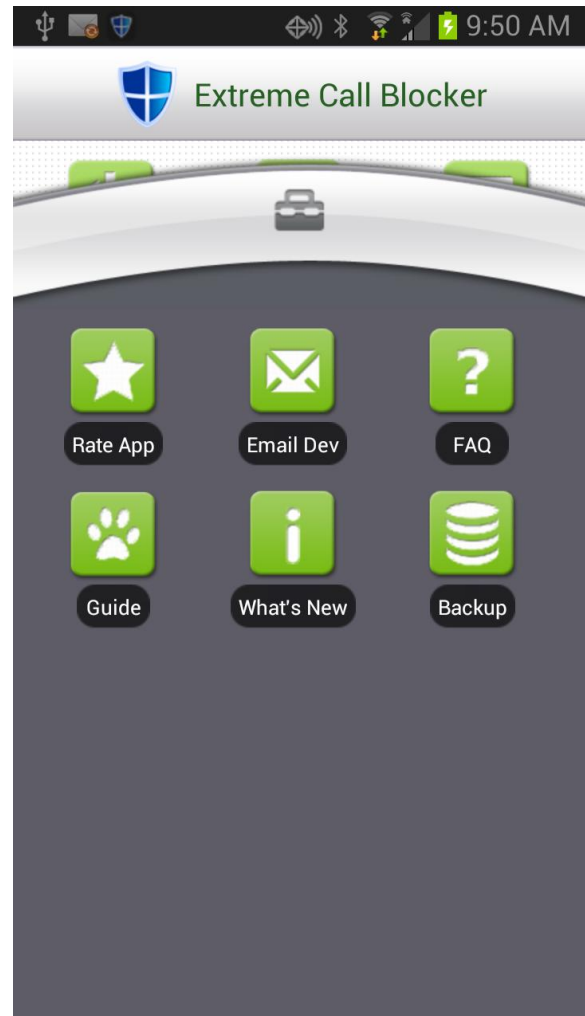 9:50 AM
Extreme Call Blocker
Rate App
Email Dev
?
FAQ
Guide
i
What's New
Backup